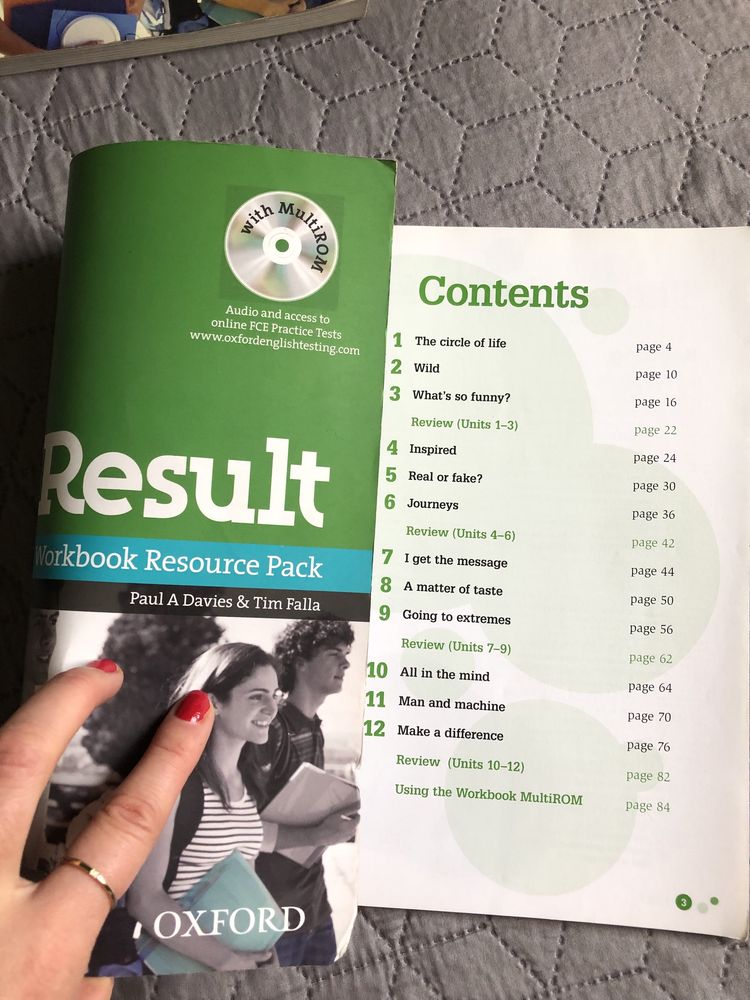 with MultiROM
Audio and access to
online FCE Practice Tests
www.oxfordenglishtesting.com
Result
Workbook Resource Pack
Paul A Davies & Tim Falla
OXFORD
Contents
1 The circle of life page 4
2 Wild page 10
3 What's so funny? page 16
Review (Units 1–3) page 22
4 Inspired page 24
5 Real or fake? page 30
6 Journeys page 36
Review (Units 4–6) page 42
7 I get the message page 44
8 A matter of taste page 50
9 Going to extremes page 56
Review (Units 7–9) page 62
10 All in the mind page 64
11 Man and machine page 70
12 Make a difference page 76
Review (Units 10–12) page 82
Using the Workbook MultiROM page 84
3